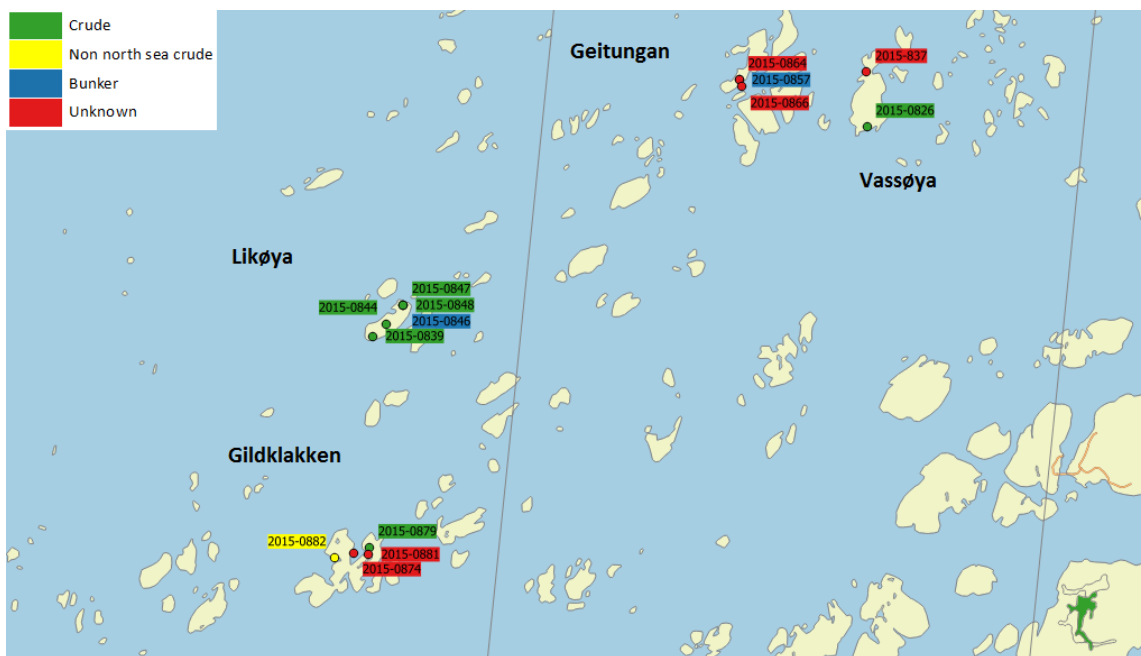 Crude
Non north sea crude
Bunker
Unknown
Geitungan
2015-0864
2015-0857
2015-0866
2015-837
2015-0826
Vassøya
Likøya
2015-0847
2015-0844
2015-0848
2015-0846
2015-0839
Gildklakken
2015-0879
2015-0882
2015-0881
2015-0874